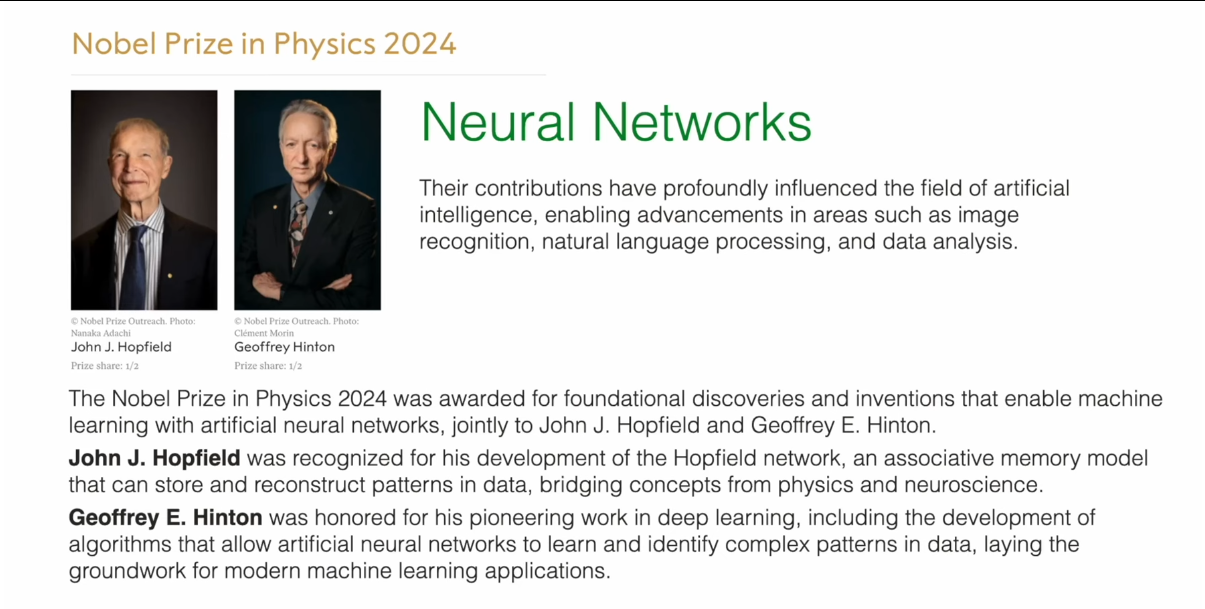 Nobel Prize in Physics 2024
Neural Networks
Their contributions have profoundly influenced the field of artificial
intelligence, enabling advancements in areas such as image
recognition, natural language processing, and data analysis.
© Nobel Prize Outreach. Photo:
Nanaka Adachi
John J. Hopfield
Prize share: 1/2
© Nobel Prize Outreach. Photo:
Clément Morin
Geoffrey Hinton
Prize share: 1/2
The Nobel Prize in Physics 2024 was awarded for foundational discoveries and inventions that enable machine
learning with artificial neural networks, jointly to John J. Hopfield and Geoffrey E. Hinton.
John J. Hopfield was recognized for his development of the Hopfield network, an associative memory model
that can store and reconstruct patterns in data, bridging concepts from physics and neuroscience.
Geoffrey E. Hinton was honored for his pioneering work in deep learning, including the development of
algorithms that allow artificial neural networks to learn and identify complex patterns in data, laying the
groundwork for modern machine learning applications.